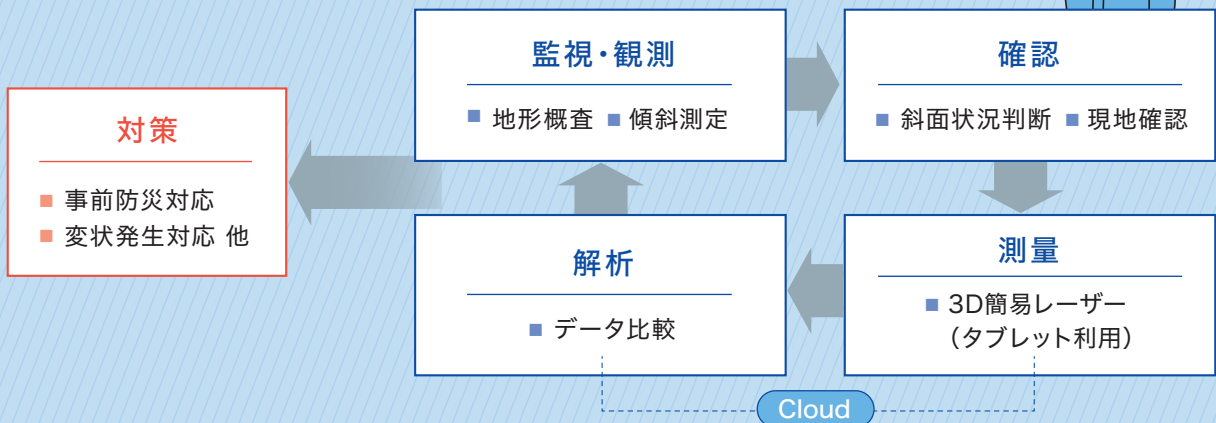 監視・観測
■ 地形概査 ■ 傾斜測定
確認
■ 斜面状況判断 ■ 現地確認
対策
■ 事前防災対応
■ 変状発生対応 他
解析
■ データ比較
測量
■ 3D簡易レーザー
（タブレット利用）
Cloud